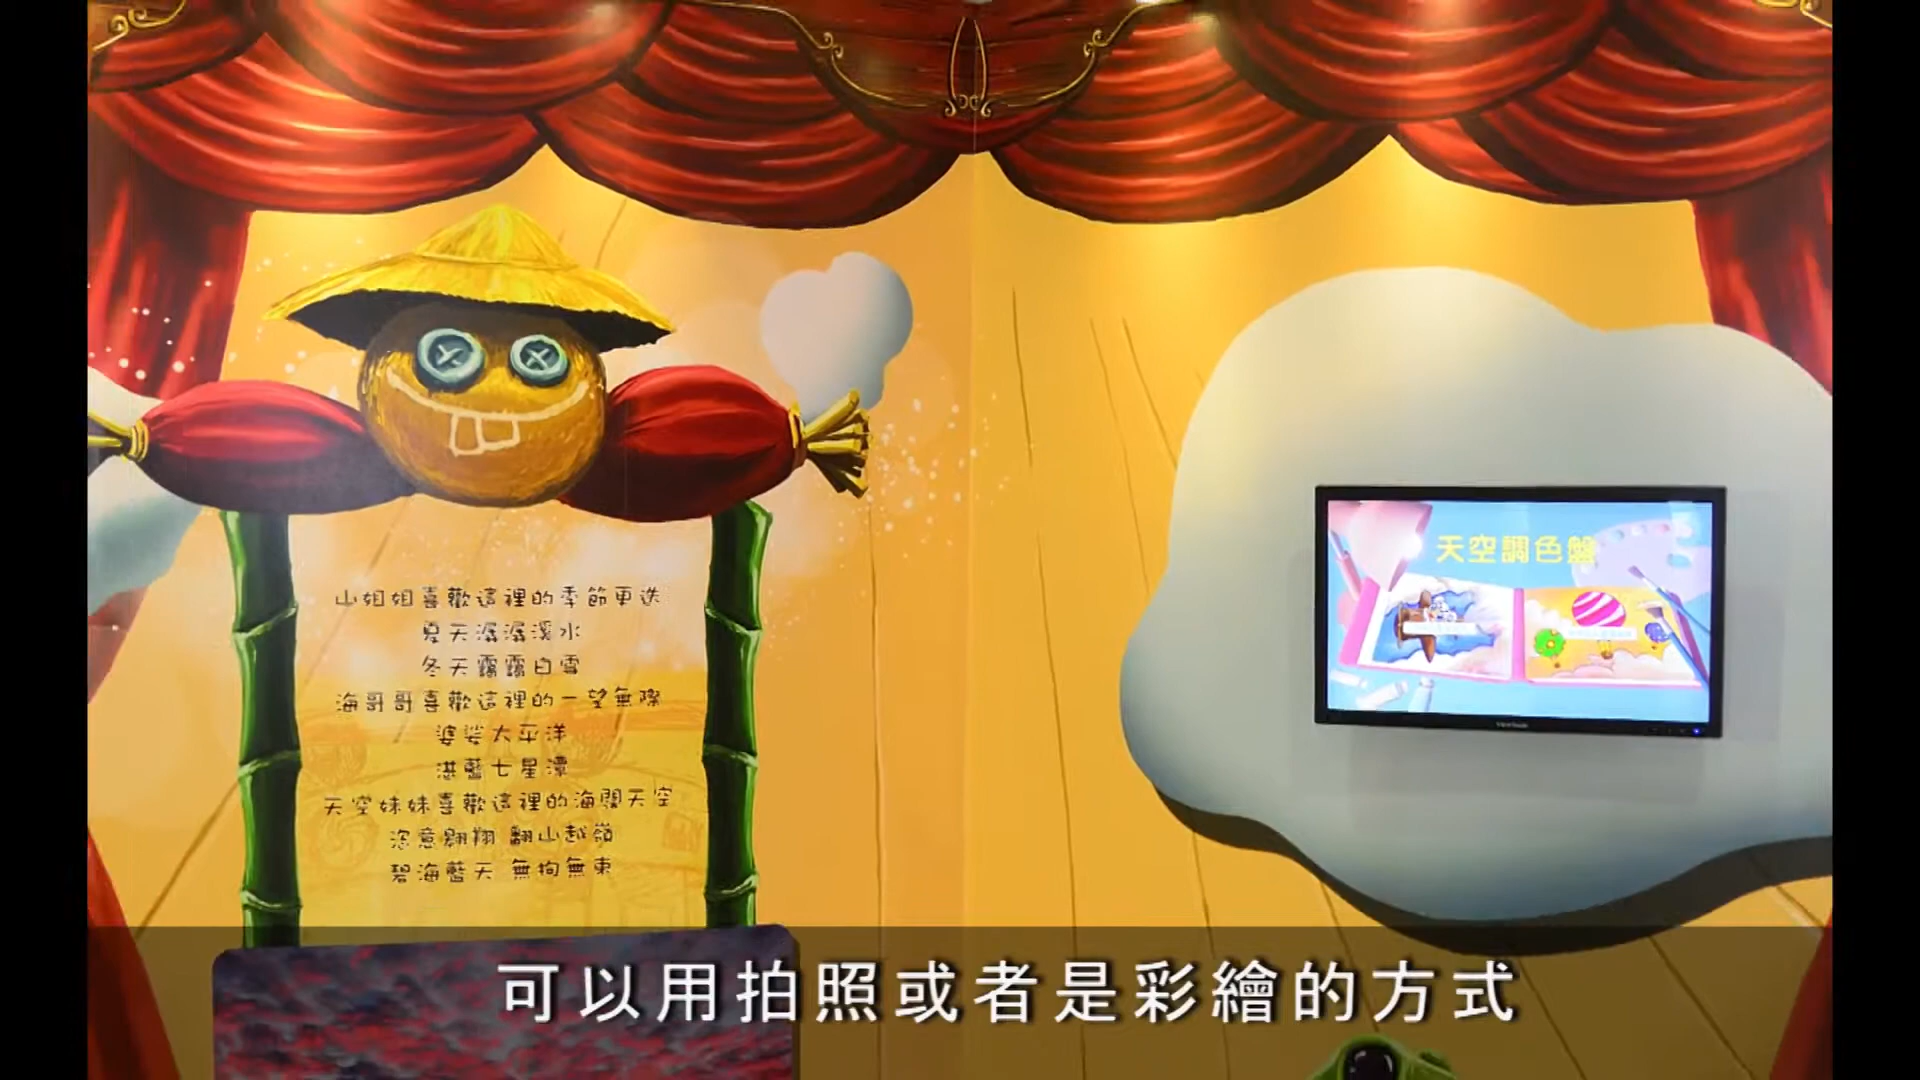 山姐姐喜歡這裡的季節更迭
夏天潺潺溪水
冬天靄靄白雪
海哥哥喜歡這裡的一望無際
婆娑太平洋
湛藍七星潭
天空妹妹喜歡這裡的海闊天空
恣意翱翔 翻山越嶺
碧海藍天 無拘無束
天空調色盤
可以用拍照或者是彩繪的方式